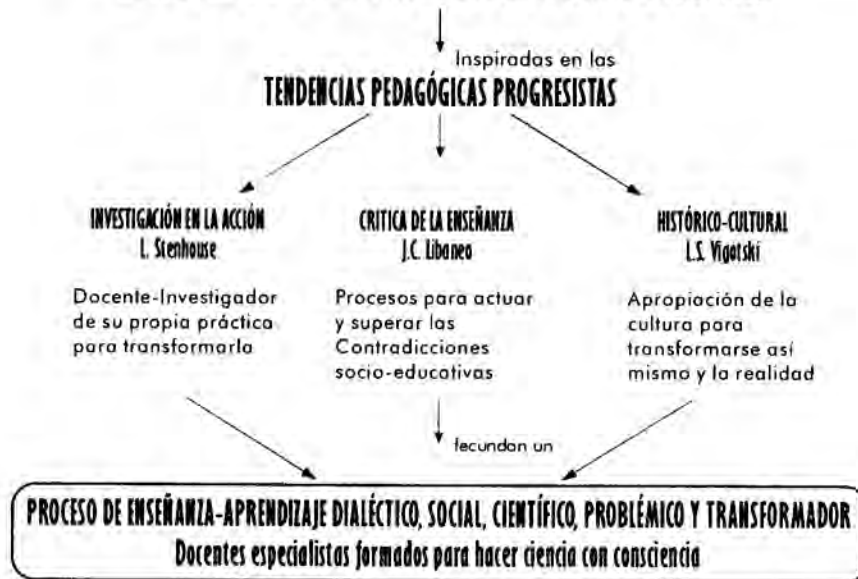 Inspiradas en las
TENDENCIAS PEDAGÓGICAS PROGRESISTAS
INVESTIGACIÓN EN LA ACCIÓN
L. Stenhouse
Docente-Investigador
de su propia práctica
para transformarla
CRITICA DE LA ENSEÑANZA
J.C. Libaneo
Procesos para actuar
y superar las
Contradicciones
socio-educativas
HISTÓRICO-CULTURAL
L.S. Vigotski
Apropiación de la
cultura para
transformarse así
mismo y la realidad
fecundan un
PROCESO DE ENSEÑANZA-APRENDIZAJE DIALÉCTICO, SOCIAL, CIENTÍFICO, PROBLÉMICO Y TRANSFORMADOR
Docentes especialistas formados para hacer ciencia con consciencia